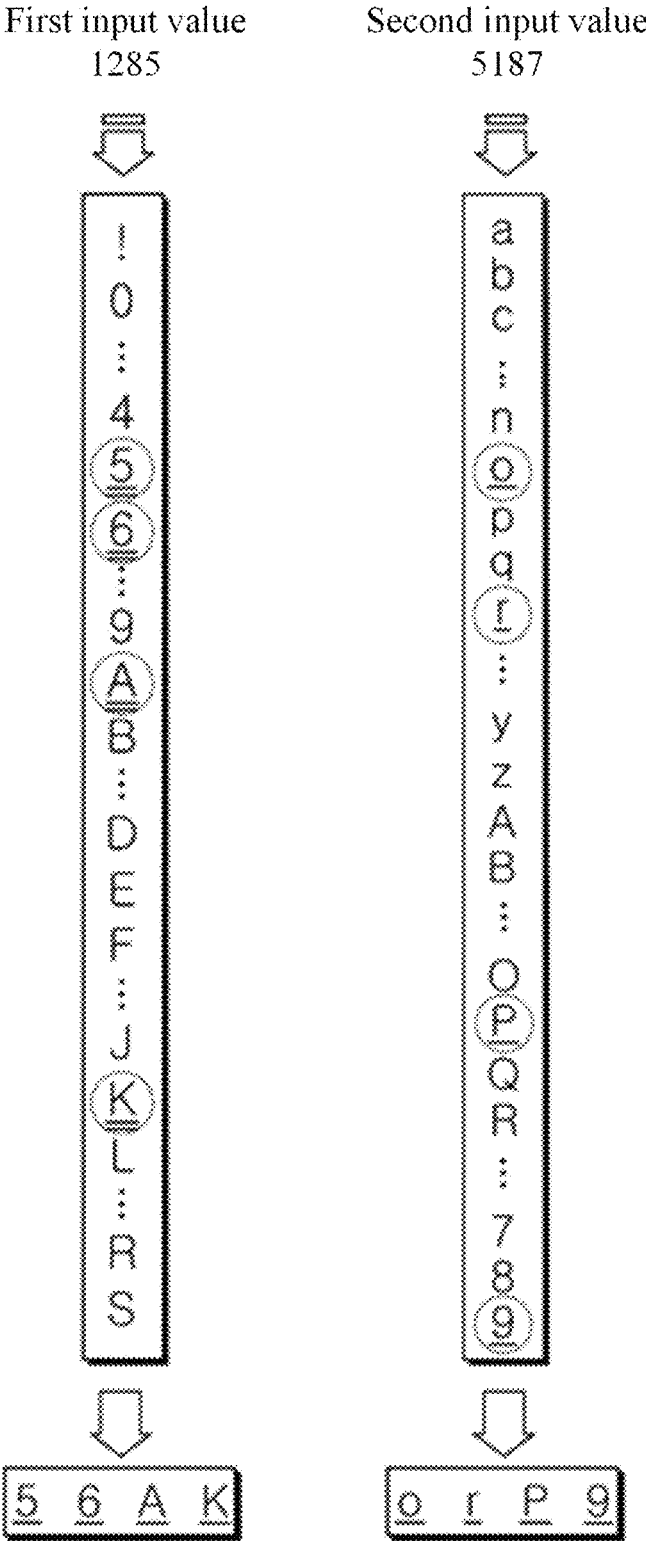 First input value
1285
!
0
⋮
4
5
6
⋮
9
A
B
⋮
D
E
F
⋮
J
K
L
⋮
R
S
5 6 A K
Second input value
5187
a
b
c
⋮
n
o
p
q
r
⋮
y
z
A
B
⋮
O
P
Q
R
⋮
7
8
9
o r P 9